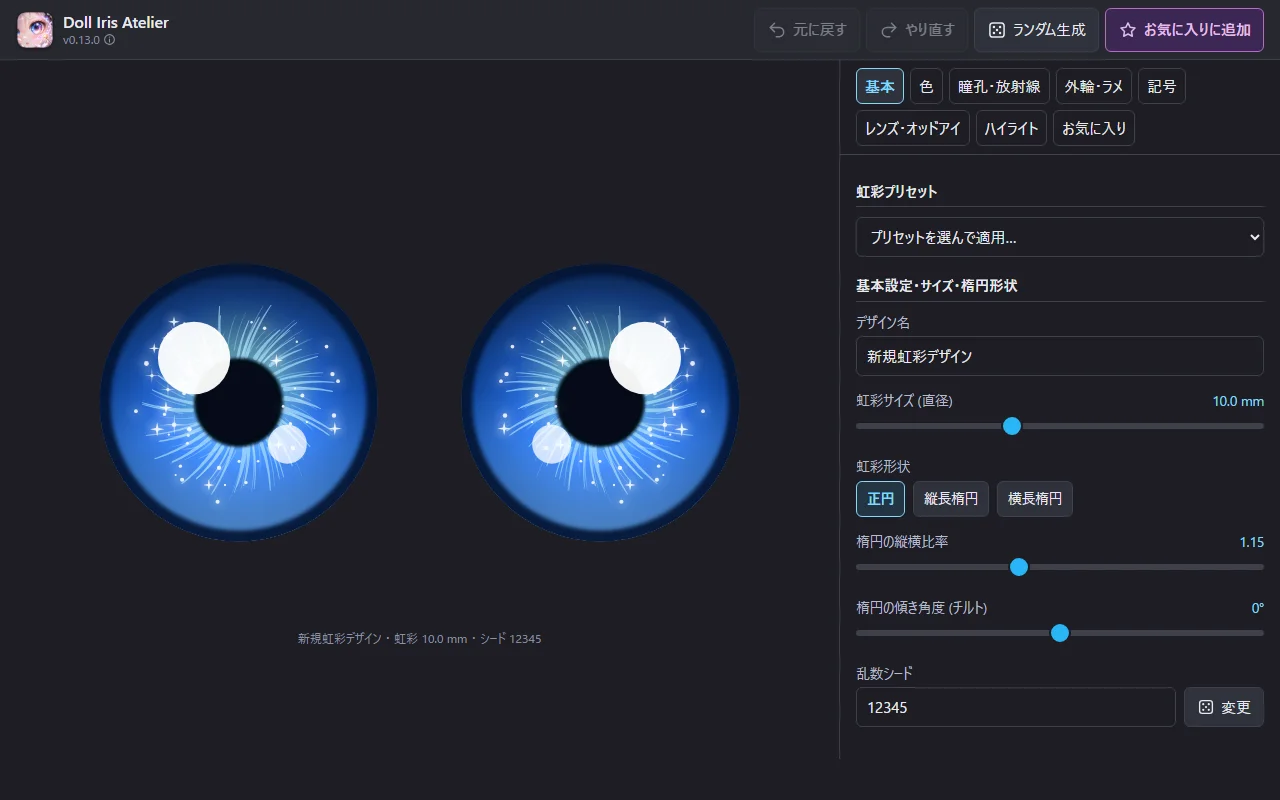 Doll Iris Atelier
v0.13.0
元に戻す
やり直す
ランダム生成
お気に入りに追加
基本
色
瞳孔・放射線
外輪・ラメ
記号
レンズ・オッドアイ
ハイライト
お気に入り
虹彩プリセット
プリセットを選んで適用...
基本設定・サイズ・楕円形状
デザイン名
新規虹彩デザイン
虹彩サイズ (直径)
10.0 mm
虹彩形状
正円
縦長楕円
横長楕円
楕円の縦横比率
1.15
楕円の傾き角度 (チルト)
0°
乱数シード
12345
変更
新規虹彩デザイン・虹彩 10.0 mm・シード 12345